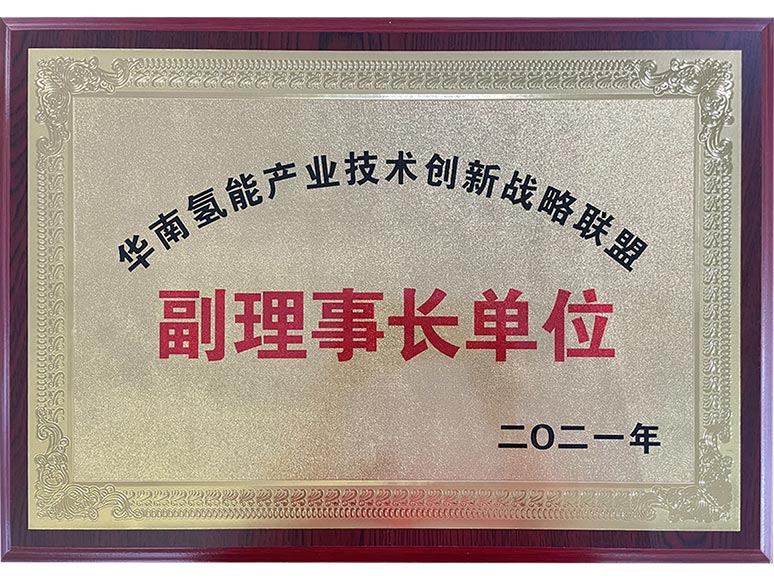 华南氢能产业技术创新战略联盟
副理事长单位
二O二一年